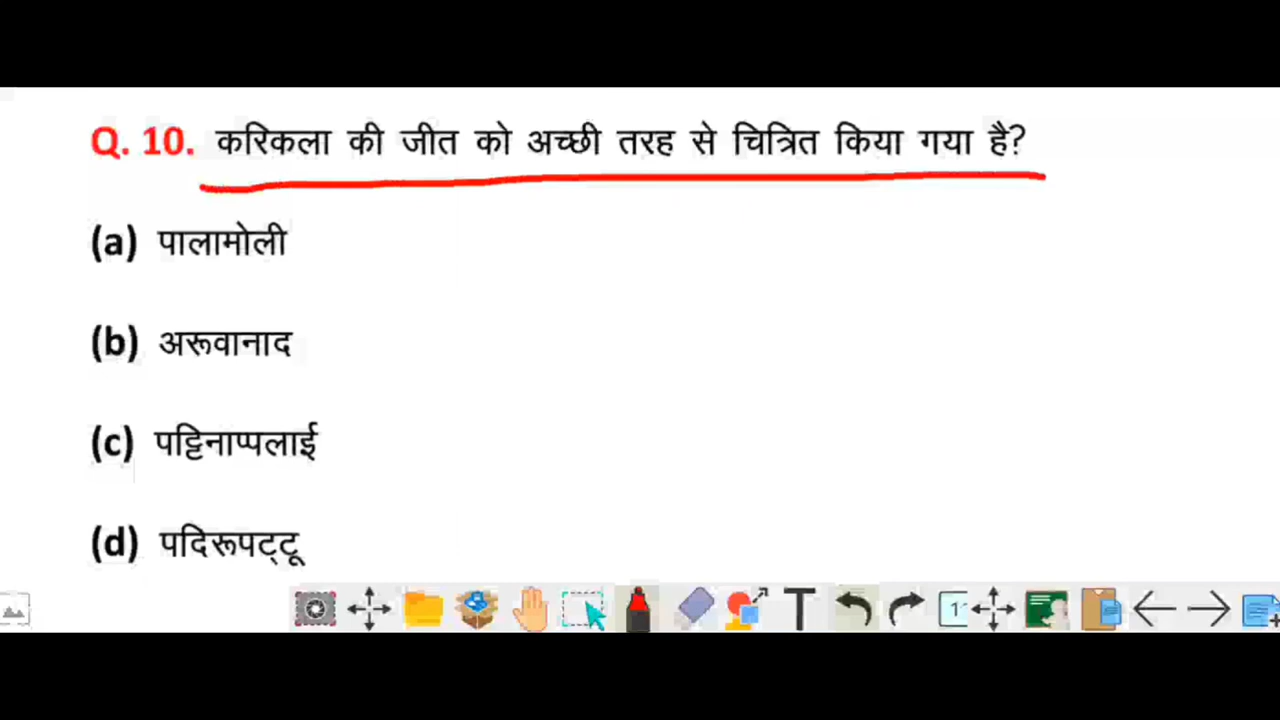 Q. 10. करिकला की जीत को अच्छी तरह से चित्रित किया गया है?
(a) पालामोली
(b) अरूवानाद
(c) पट्टिनाप्पलाई
(d) पदिरूपट्टू
T